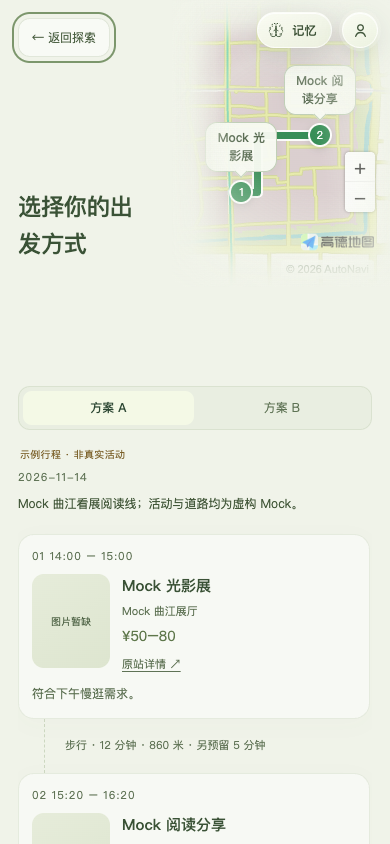 ← 返回探索
记忆
Mock 阅
读分享
2
Mock 光
影展
1
+
−
高德地图
© 2026 AutoNavi
选择你的出
发方式
方案 A
方案 B
示例行程 · 非真实活动
2026-11-14
Mock 曲江看展阅读线；活动与道路均为虚构 Mock。
01 14:00 — 15:00
图片暂缺
Mock 光影展
Mock 曲江展厅
¥50—80
原站详情 ↗
符合下午慢逛需求。
步行 · 12 分钟 · 860 米 · 另预留 5 分钟
02 15:20 — 16:20
Mock 阅读分享